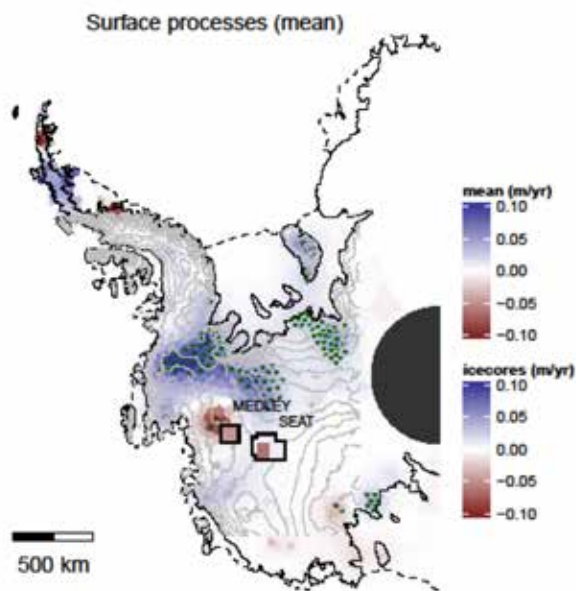 Surface processes (mean)
mean (m/yr)
0.10
0.05
0.00
−0.05
−0.10
MEDLEY
SEAT
icecores (m/yr)
0.10
0.05
0.00
−0.05
−0.10
500 km